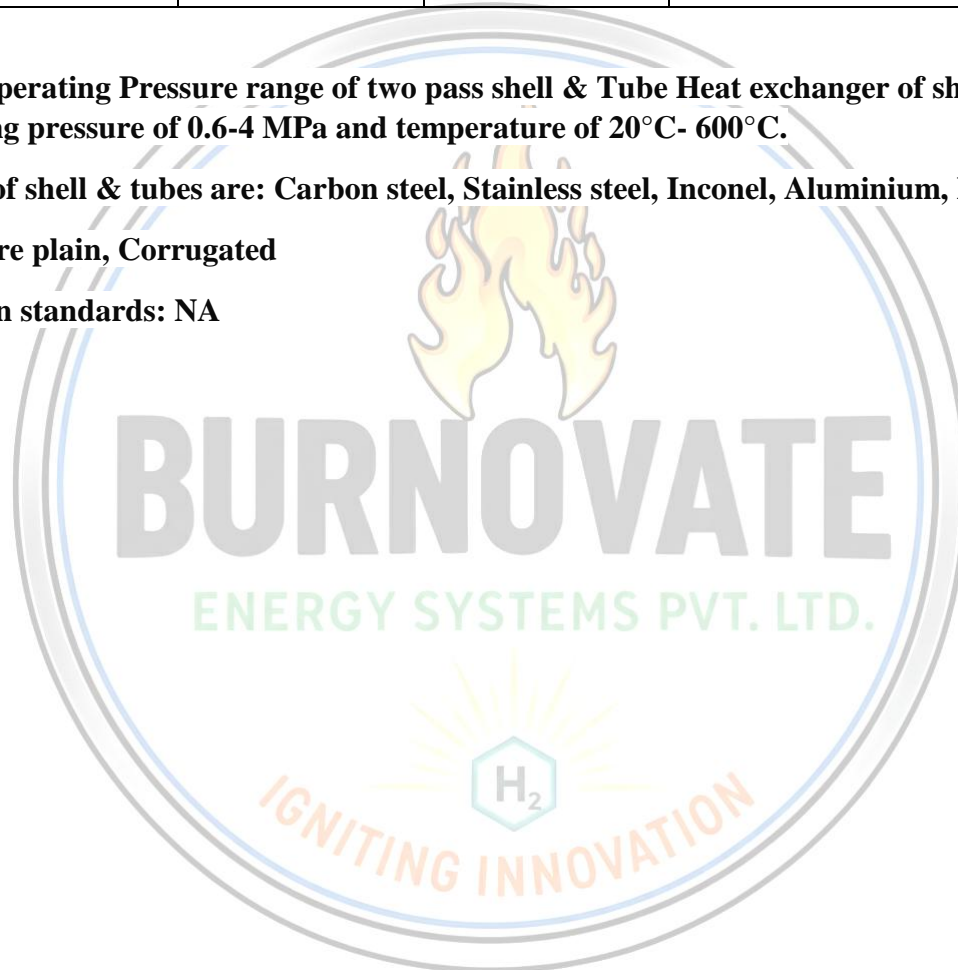 perating Pressure range of two pass shell & Tube Heat exchanger of sh
g pressure of 0.6-4 MPa and temperature of 20°C- 600°C.
of shell & tubes are: Carbon steel, Stainless steel, Inconel, Aluminium,
re plain, Corrugated
n standards: NA
BURNOVATE
ENERGY SYSTEMS PVT. LTD.
H₂
IGNITING INNOVATION